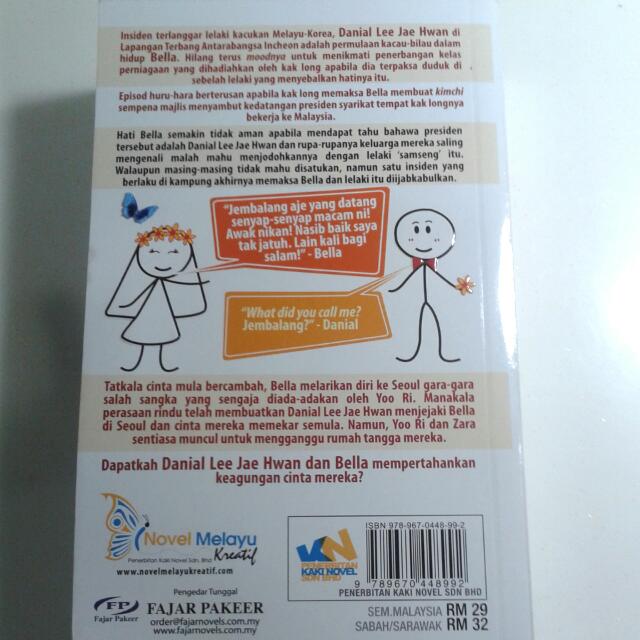 Insiden terlanggar lelaki kacukan Melayu-Korea, Danial Lee Jae Hwan di
Lapangan Terbang Antarabangsa Incheon adalah permulaan kacau-bilau dalam
hidup Bella. Hilang terus moodnya untuk menikmati penerbangan kelas
perniagaan yang dihadiahkan oleh kak long apabila dia terpaksa duduk di
sebelah lelaki yang menyebalkan hatinya itu.
Episod huru-hara berterusan apabila kak long memaksa Bella membuat kimchi
sempena majlis menyambut kedatangan presiden syarikat tempat kak longnya
bekerja ke Malaysia.
Hati Bella semakin tidak aman apabila mendapat tahu bahawa presiden
tersebut adalah Danial Lee Jae Hwan dan rupa-rupanya keluarga mereka saling
mengenali malah mahu menjodohkannya dengan lelaki 'samseng' itu.
Walaupun masing-masing tidak mahu disatukan, namun satu insiden yang
berlaku di kampung akhirnya memaksa Bella dan lelaki itu diijabkabulkan.
"Jembalang aje yang datang
senyap-senyap macam ni!
Awak nikan! Nasib baik saya
tak jatuh. Lain kali bagi
salam!" - Bella
"What did you call me?
Jembalang?" - Danial
Tatkala cinta mula bercambah, Bella melarikan diri ke Seoul gara-gara
salah sangka yang sengaja diada-adakan oleh Yoo Ri. Manakala
perasaan rindu telah membuatkan Danial Lee Jae Hwan menjejaki Bella
di Seoul dan cinta mereka memekar semula. Namun, Yoo Ri dan Zara
sentiasa muncul untuk mengganggu rumah tangga mereka.
Dapatkah Danial Lee Jae Hwan dan Bella mempertahankan
keagungan cinta mereka?
Novel Melayu
Kreatif
Penerbitan Kaki Novel Sdn. Bhd
www.novelmelayukreatif.com
Pengedar Tunggal
FP
Fajar Pakeer
FAJAR PAKEER
order@fajarnovels.com.my
www.fajarnovels.com.my
KN
PENERBITAN
KAKI NOVEL
SDN BHD
ISBN 978-967-0448-99-2
9 789670 448992
PENERBITAN KAKI NOVEL SDN BHD
SEM.MALAYSIA RM 29
SABAH/SARAWAK RM 32